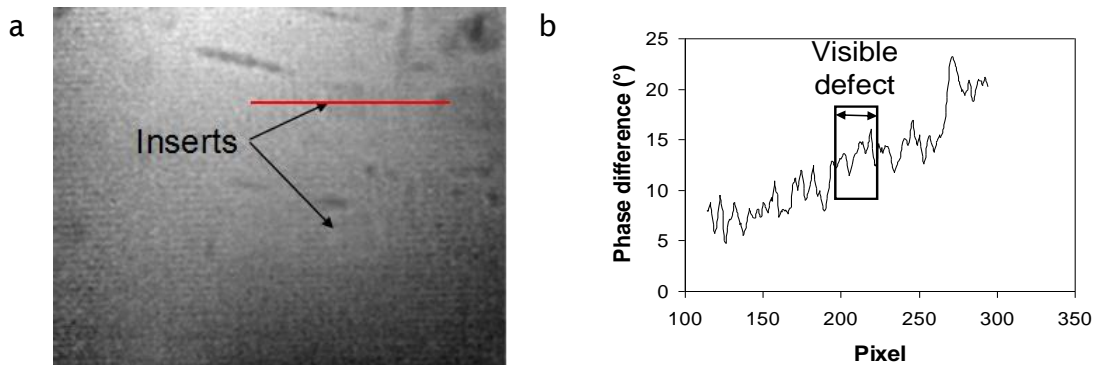 a
Inserts
b
Visible
defect
Phase difference (°)
25
20
15
10
5
0
100 150 200 250 300 350
Pixel